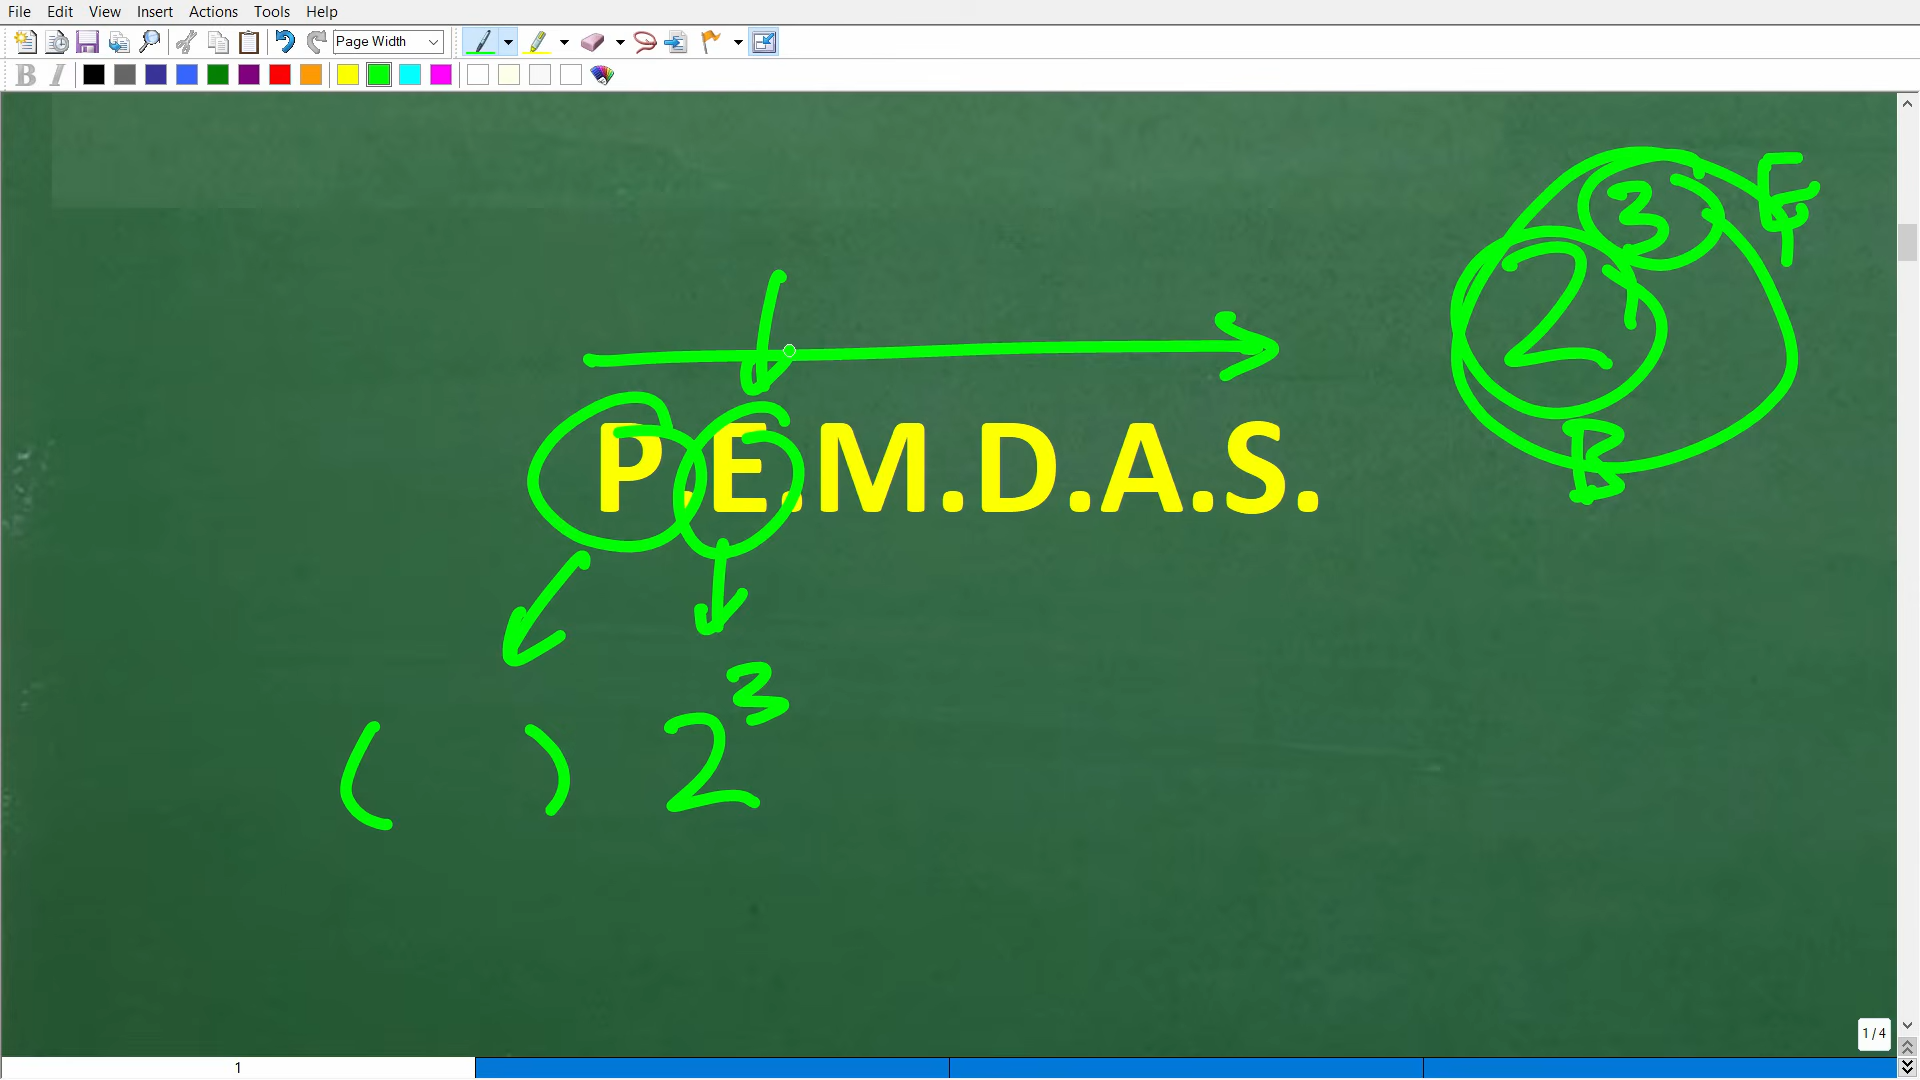 File Edit View Insert Actions Tools Help
Page Width
B I
2 3
B
P.E.M.D.A.S.
( ) 2 3
1 / 4
1